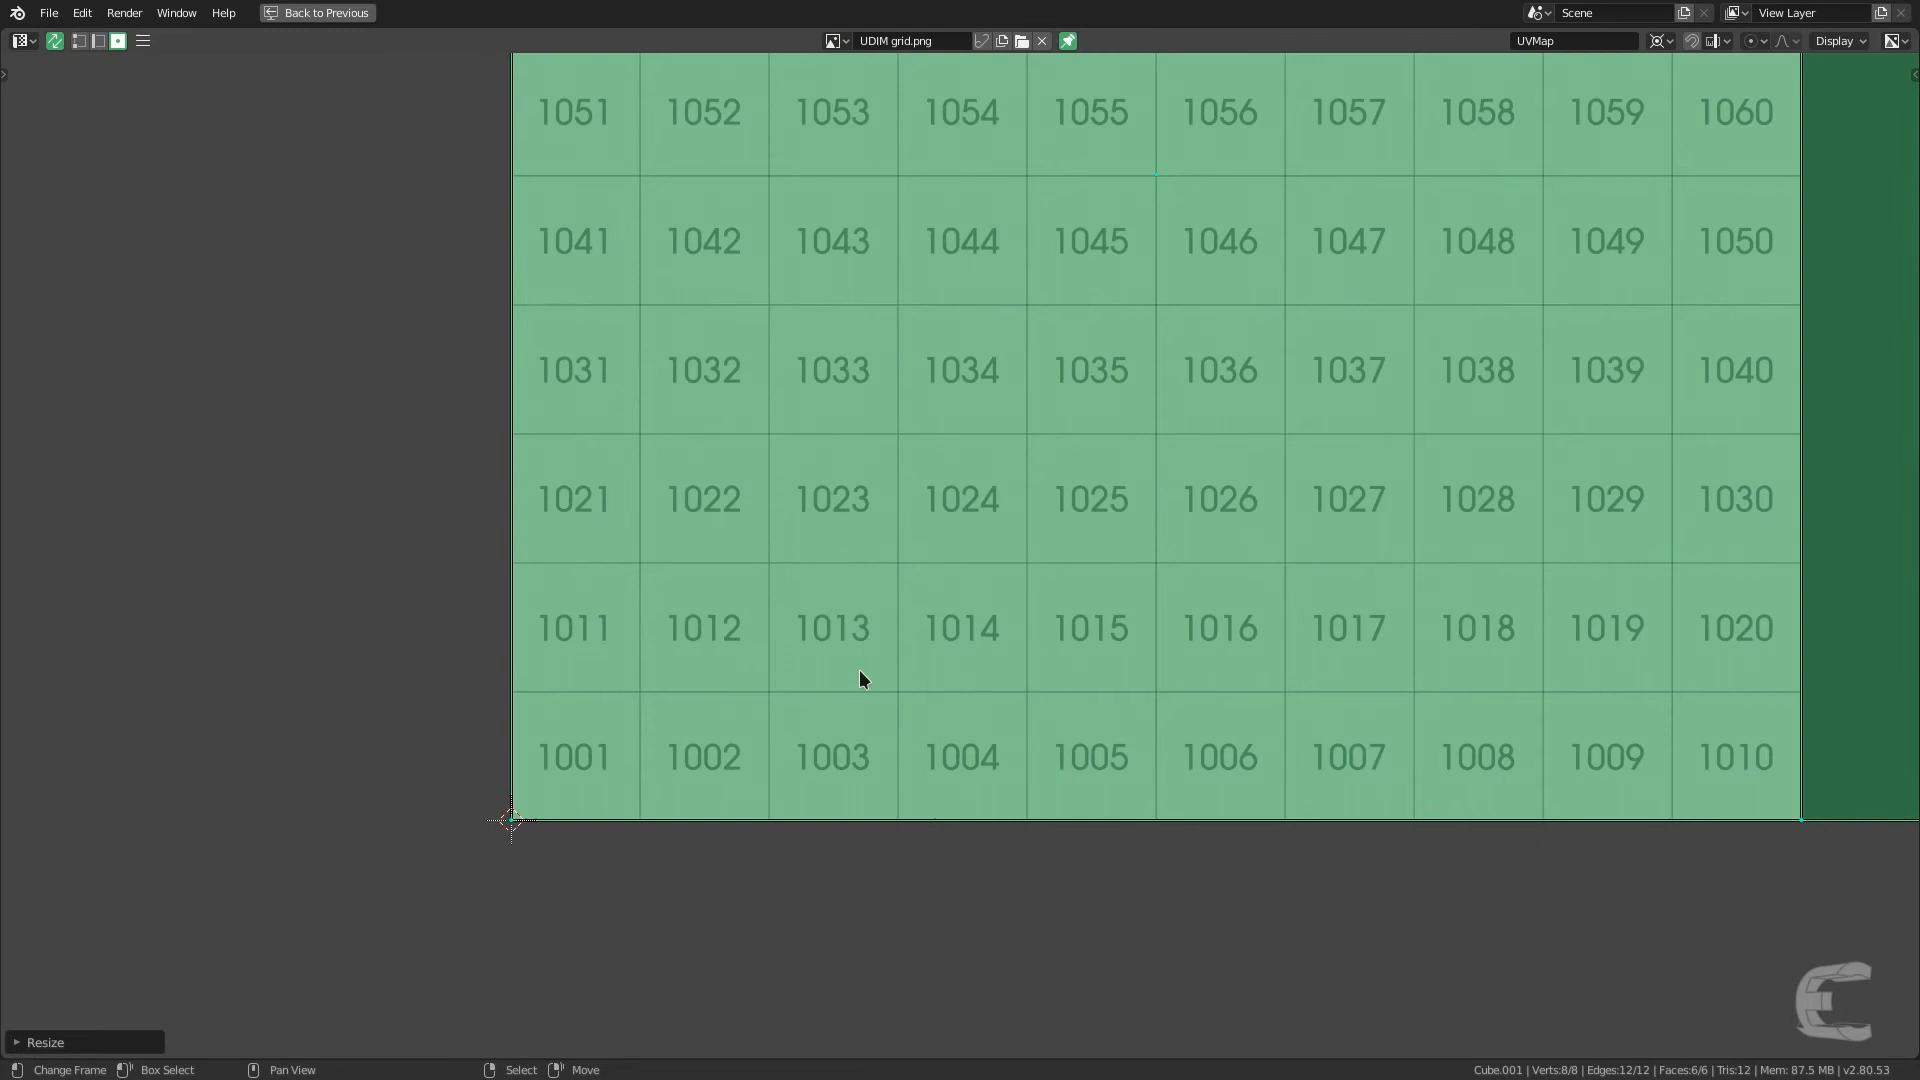 File Edit Render Window Help Back to Previous Scene View Layer
UDIM grid.png UVMap Display
1051 1052 1053 1054 1055 1056 1057 1058 1059 1060
1041 1042 1043 1044 1045 1046 1047 1048 1049 1050
1031 1032 1033 1034 1035 1036 1037 1038 1039 1040
1021 1022 1023 1024 1025 1026 1027 1028 1029 1030
1011 1012 1013 1014 1015 1016 1017 1018 1019 1020
1001 1002 1003 1004 1005 1006 1007 1008 1009 1010
Resize
Change Frame Box Select Pan View Select Move Cube.001 | Verts:8/8 | Edges:12/12 | Faces:6/6 | Tris:12 | Mem: 87.5 MB | v2.80.53